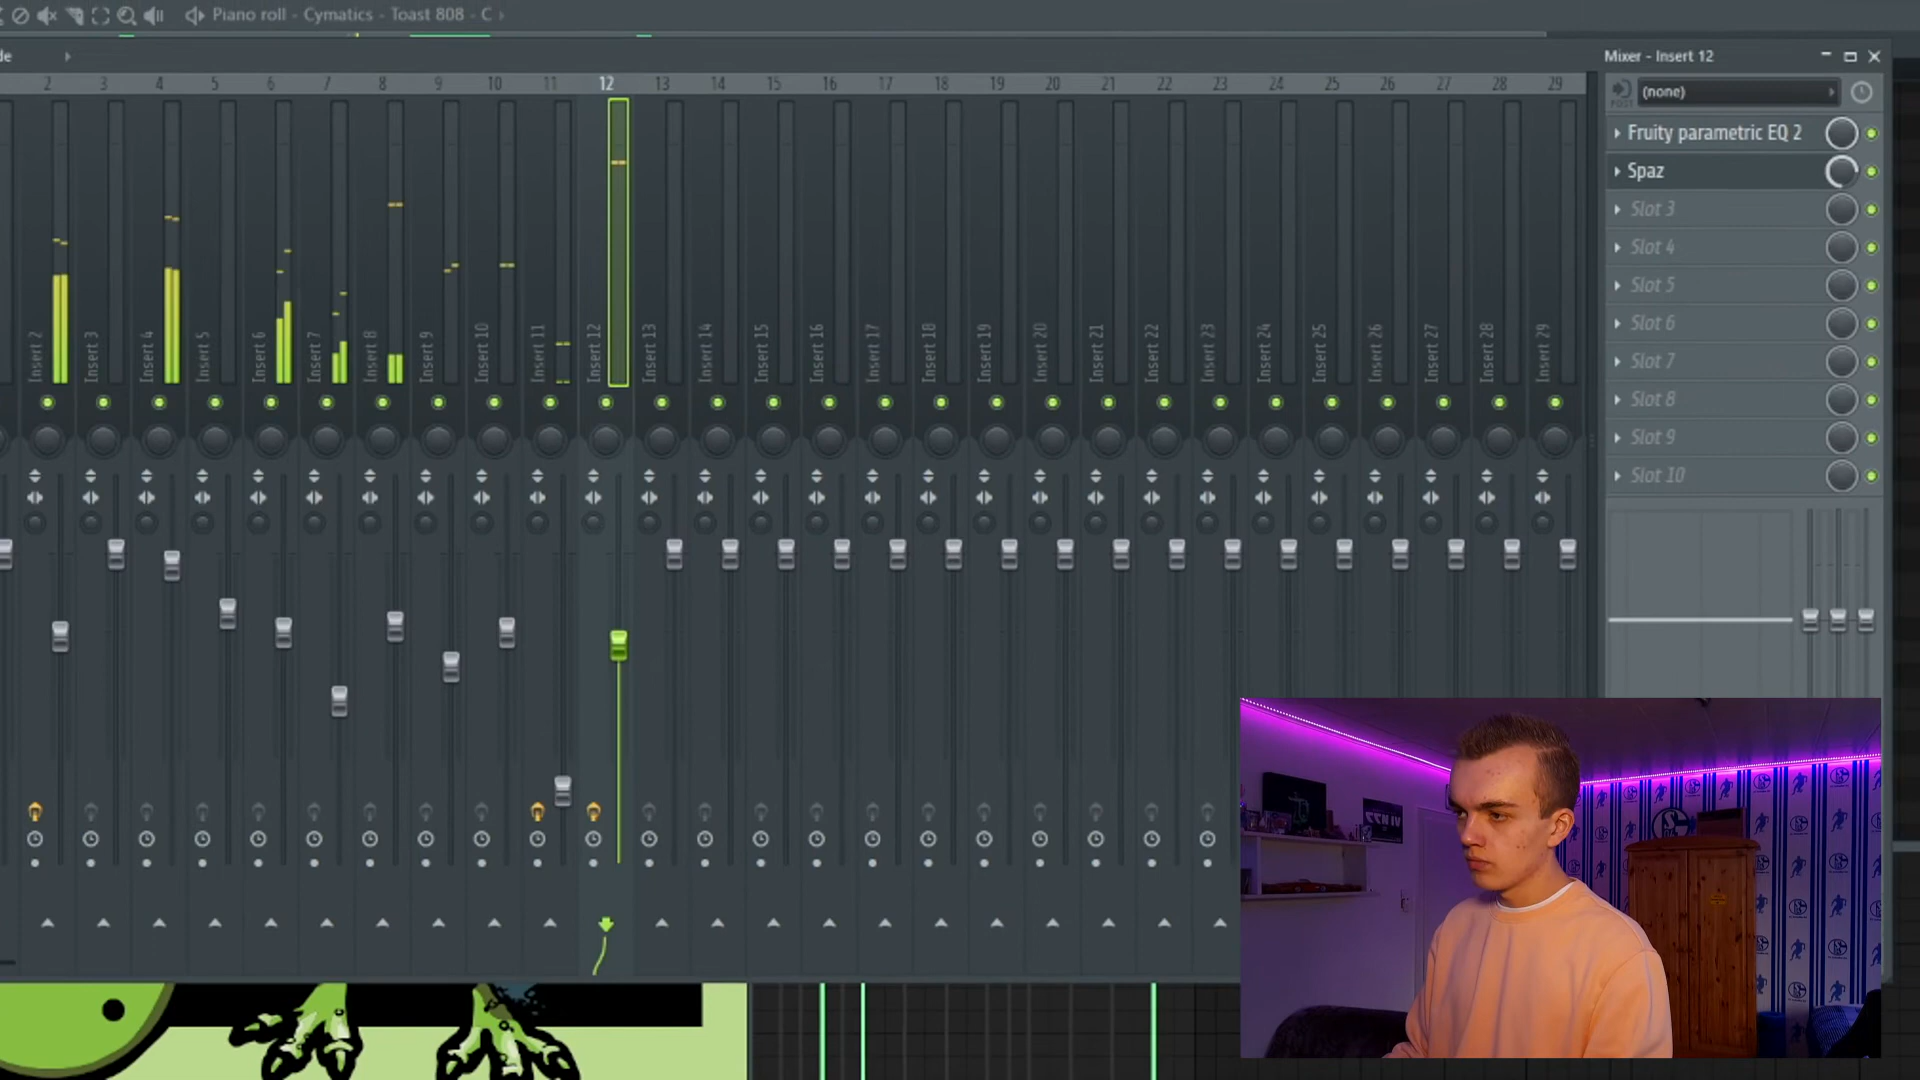 Piano roll - Cymatics - Toast 808 - C
de
Mixer - Insert 12
2 3 4 5 6 7 8 9 10 11 12 13 14 15 16 17 18 19 20 21 22 23 24 25 26 27 28 29
POST
(none)
Fruity parametric EQ 2
Spaz
Slot 3
Slot 4
Slot 5
Slot 6
Slot 7
Slot 8
Slot 9
Slot 10
Insert 2
Insert 3
Insert 4
Insert 5
Insert 6
Insert 7
Insert 8
Insert 9
Insert 10
Insert 11
Insert 12
Insert 13
Insert 14
Insert 15
Insert 16
Insert 17
Insert 18
Insert 19
Insert 20
Insert 21
Insert 22
Insert 23
Insert 24
Insert 25
Insert 26
Insert 27
Insert 28
Insert 29